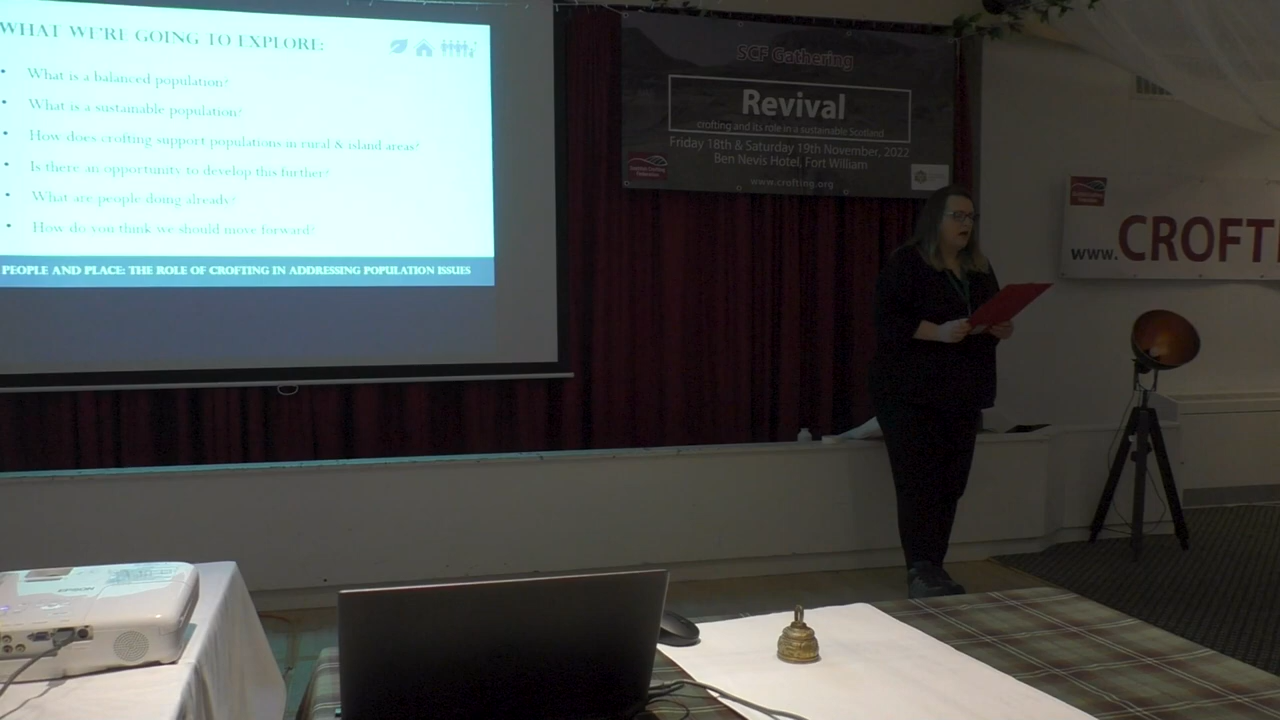 WHAT WE'RE GOING TO EXPLORE:
• What is a balanced population?
• What is a sustainable population?
• How does crofting support populations in rural & island areas?
• Is there an opportunity to develop this further?
• What are people doing already?
• How do you think we should move forward?
PEOPLE AND PLACE: THE ROLE OF CROFTING IN ADDRESSING POPULATION ISSUES
SCF Gathering
Revival
crofting and its role in a sustainable Scotland
Friday 18th & Saturday 19th November, 2022
Ben Nevis Hotel, Fort William
www.crofting.org
www.CROFTI
EPSON